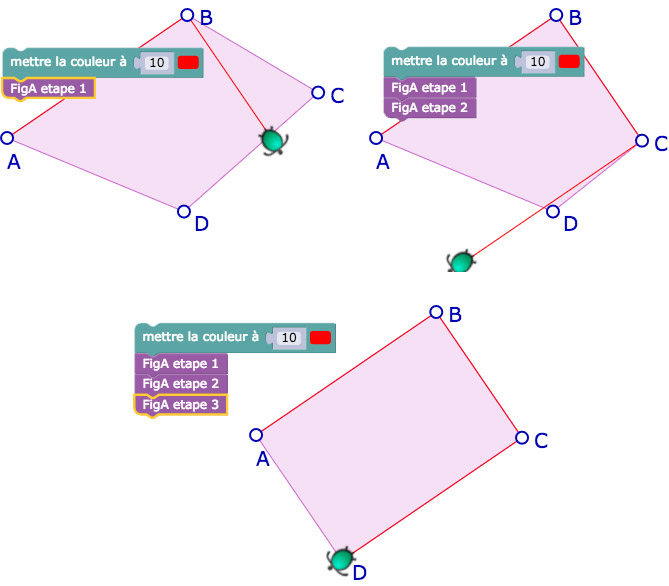 B
mettre la couleur à 10
FigA etape 1
C
A
D
B
mettre la couleur à 10
FigA etape 1
FigA etape 2
A
C
D
B
mettre la couleur à 10
FigA etape 1
FigA etape 2
FigA etape 3
C
A
D